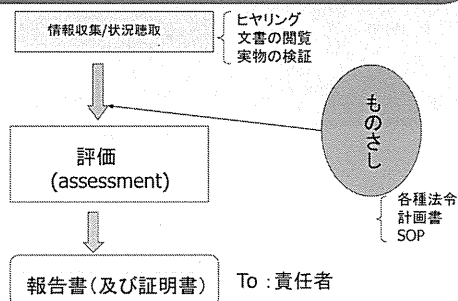 情報収集/状況聴取
ヒヤリング
文書の閲覧
実物の検証
ものさし
評価
(assessment)
各種法令
計画書
SOP
報告書(及び証明書)
To:責任者